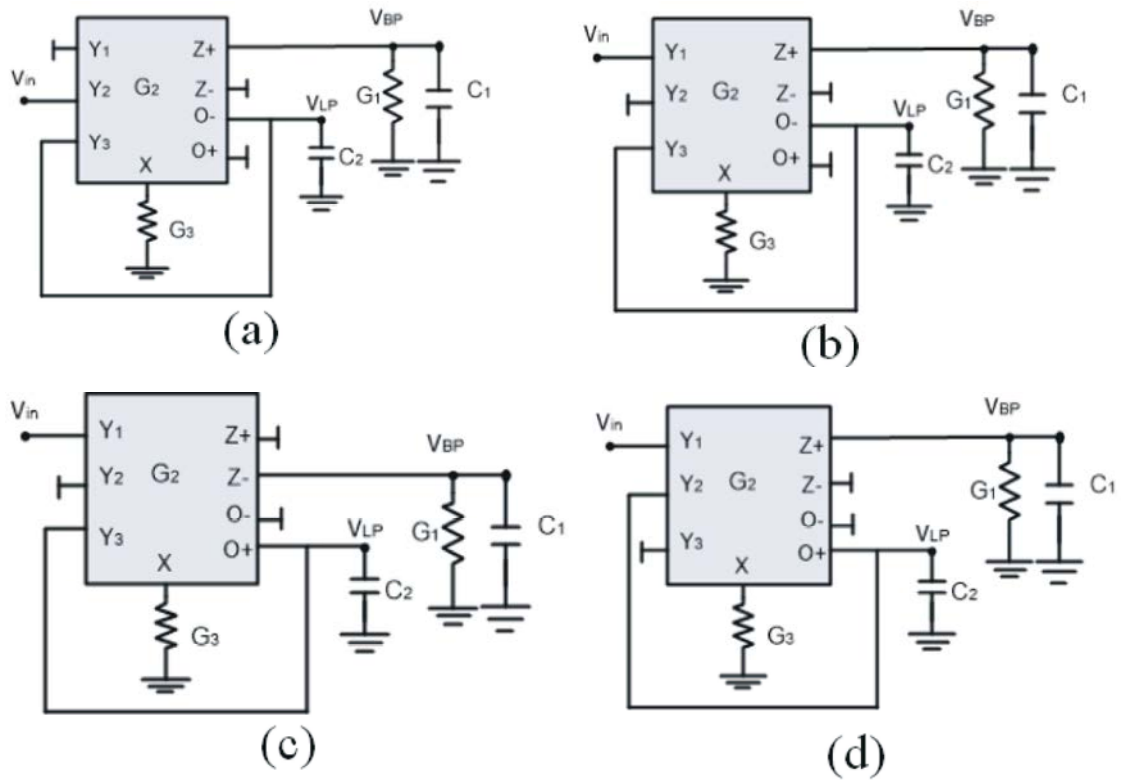 VBP
Y1 Z+
Vin Y2 G2 Z- G1 C1
VLP
O-
Y3 O+
X C2
G3
(a)
VBP
Vin Y1 Z+
Y2 G2 Z- G1 C1
VLP
O-
Y3 O+
X C2
G3
(b)
Vin Y1 Z+
VBP
Y2 G2 Z-
O- VLP G1 C1
Y3 O+
X C2
G3
(c)
VBP
Vin Y1 Z+
Y2 G2 Z- G1 C1
O-
VLP
Y3 O+
X C2
G3
(d)